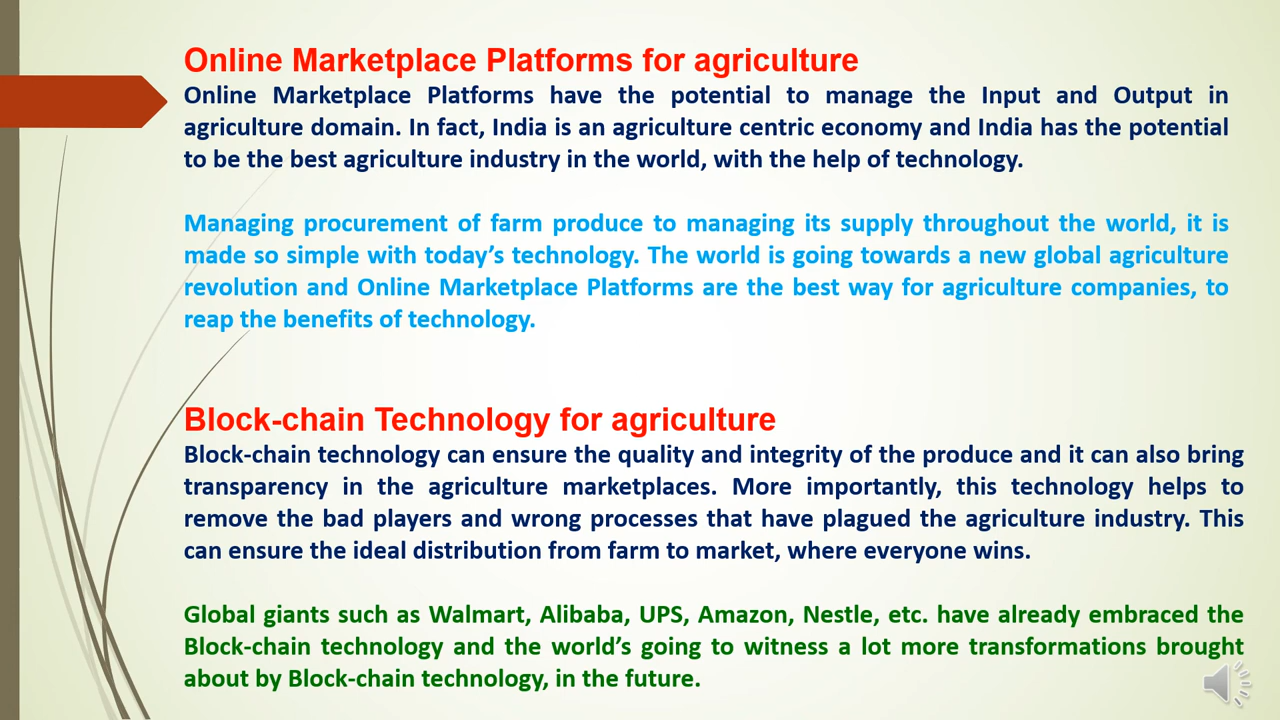 Online Marketplace Platforms for agriculture
Online Marketplace Platforms have the potential to manage the Input and Output in
agriculture domain. In fact, India is an agriculture centric economy and India has the potential
to be the best agriculture industry in the world, with the help of technology.
Managing procurement of farm produce to managing its supply throughout the world, it is
made so simple with today's technology. The world is going towards a new global agriculture
revolution and Online Marketplace Platforms are the best way for agriculture companies, to
reap the benefits of technology.
Block-chain Technology for agriculture
Block-chain technology can ensure the quality and integrity of the produce and it can also bring
transparency in the agriculture marketplaces. More importantly, this technology helps to
remove the bad players and wrong processes that have plagued the agriculture industry. This
can ensure the ideal distribution from farm to market, where everyone wins.
Global giants such as Walmart, Alibaba, UPS, Amazon, Nestle, etc. have already embraced the
Block-chain technology and the world's going to witness a lot more transformations brought
about by Block-chain technology, in the future.